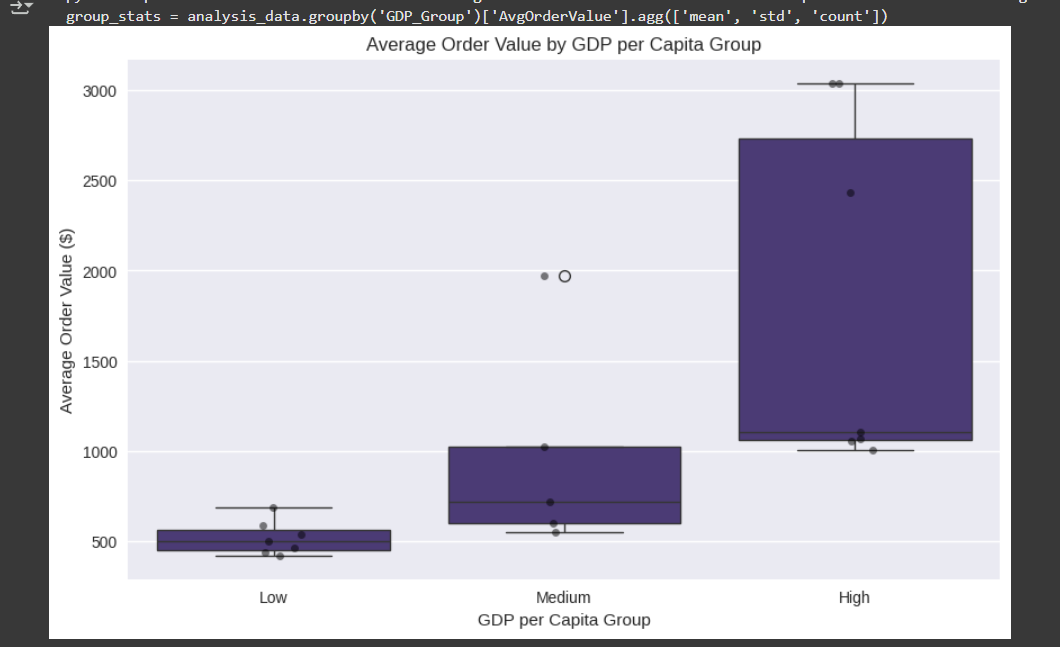 group_stats = analysis_data.groupby('GDP_Group')['AvgOrderValue'].agg(['mean', 'std', 'count'])
Average Order Value by GDP per Capita Group
Average Order Value ($)
3000
2500
2000
1500
1000
500
Low
Medium
High
GDP per Capita Group